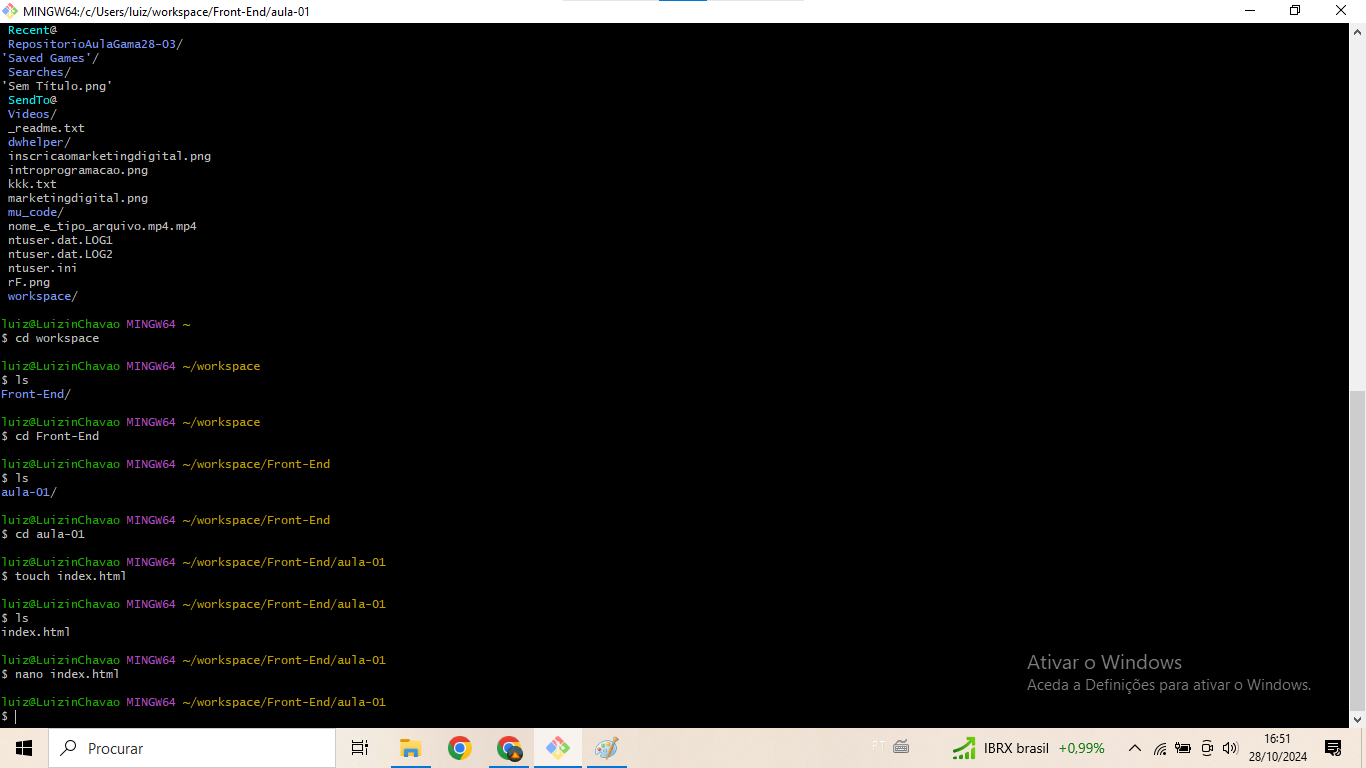 MINGW64:/c/Users/luiz/workspace/Front-End/aula-01
Recent@
RepositorioAulaGama28-03/
'Saved Games'/
Searches/
'Sem Título.png'
SendTo@
Videos/
_readme.txt
dwhelper/
inscricaomarketingdigital.png
introprogramacao.png
kkk.txt
marketingdigital.png
mu_code/
nome_e_tipo_arquivo.mp4.mp4
ntuser.dat.LOG1
ntuser.dat.LOG2
ntuser.ini
rF.png
workspace/
luiz@LuizinChavao MINGW64 ~
$ cd workspace
luiz@LuizinChavao MINGW64 ~/workspace
$ ls
Front-End/
luiz@LuizinChavao MINGW64 ~/workspace
$ cd Front-End
luiz@LuizinChavao MINGW64 ~/workspace/Front-End
$ ls
aula-01/
luiz@LuizinChavao MINGW64 ~/workspace/Front-End
$ cd aula-01
luiz@LuizinChavao MINGW64 ~/workspace/Front-End/aula-01
$ touch index.html
luiz@LuizinChavao MINGW64 ~/workspace/Front-End/aula-01
$ ls
index.html
luiz@LuizinChavao MINGW64 ~/workspace/Front-End/aula-01
$ nano index.html
luiz@LuizinChavao MINGW64 ~/workspace/Front-End/aula-01
$
Ativar o Windows
Aceda a Definições para ativar o Windows.
Procurar
PT
IBRX brasil +0,99%
16:51
28/10/2024